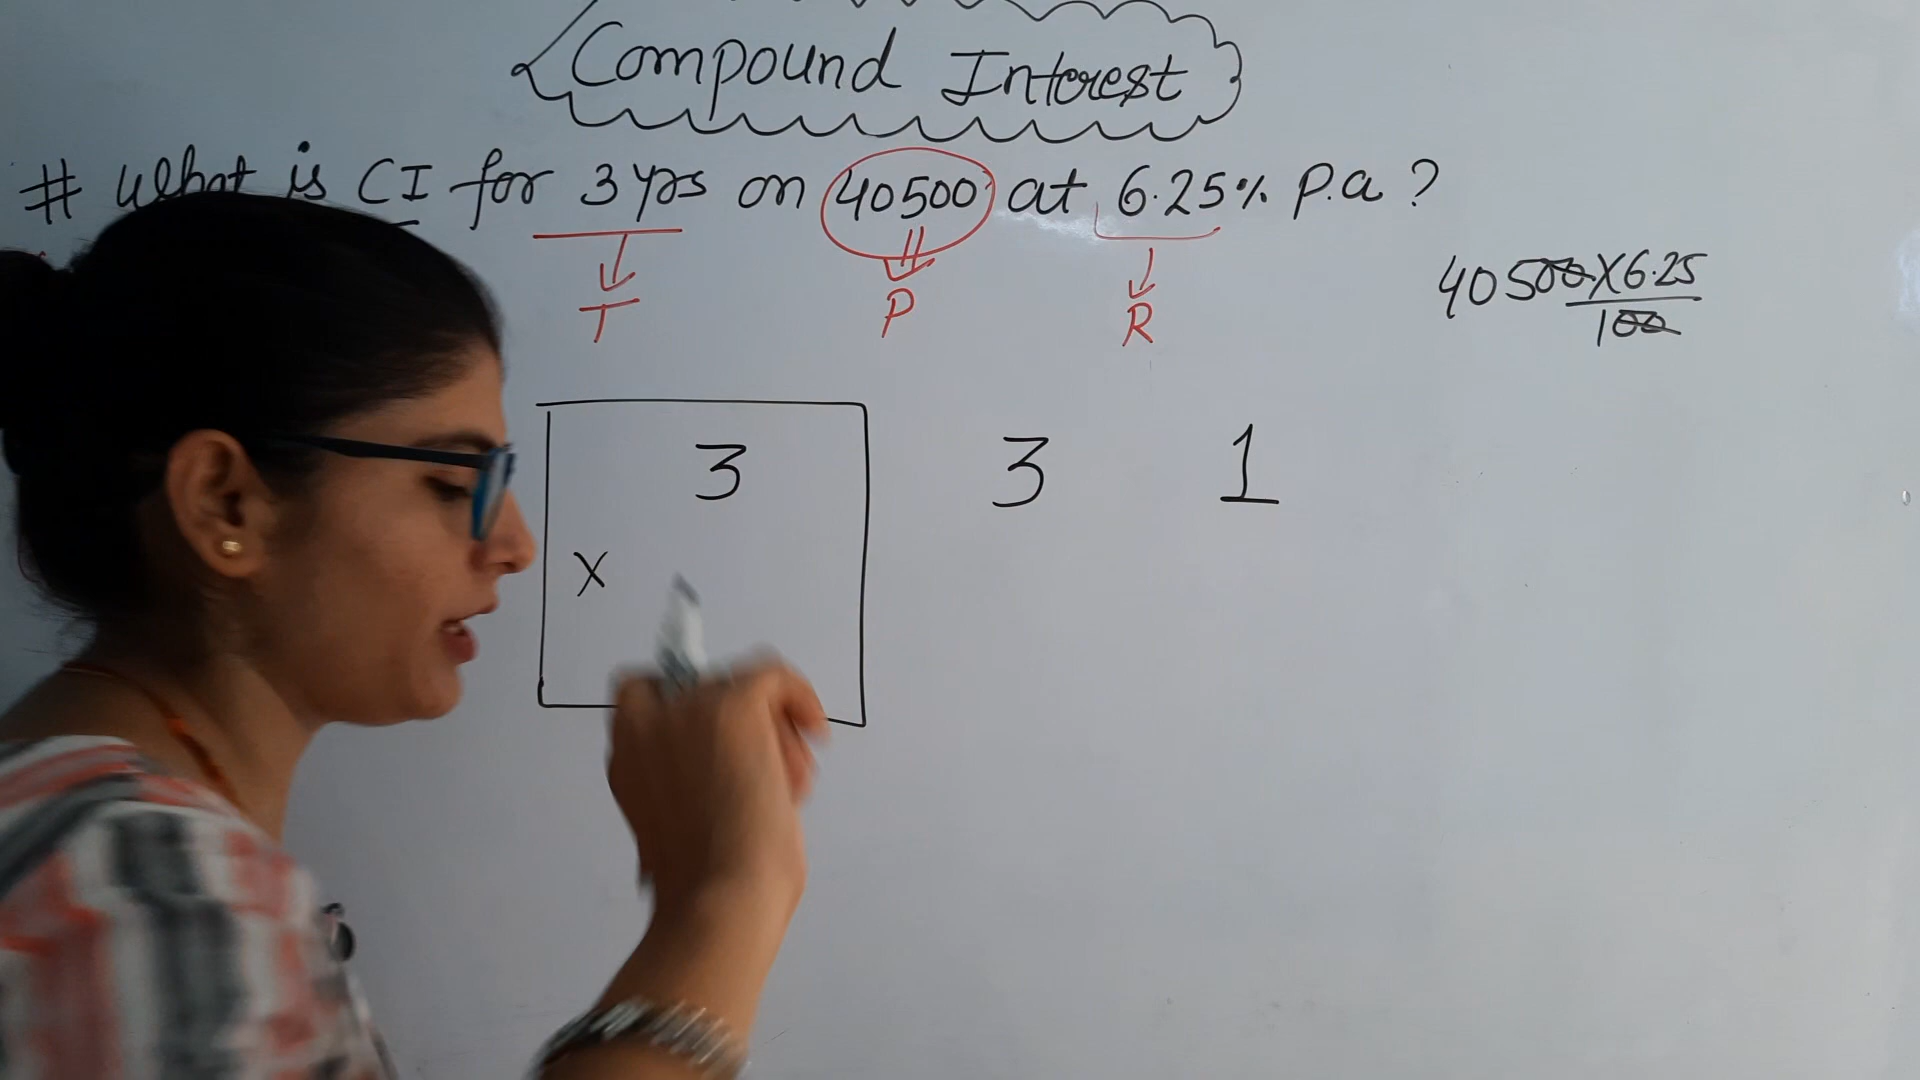 Compound Interest
# What is CI for 3 yrs on 40500 at 6.25% P.a ?
T P R
40500 X 6.25
100
3 3 1
X